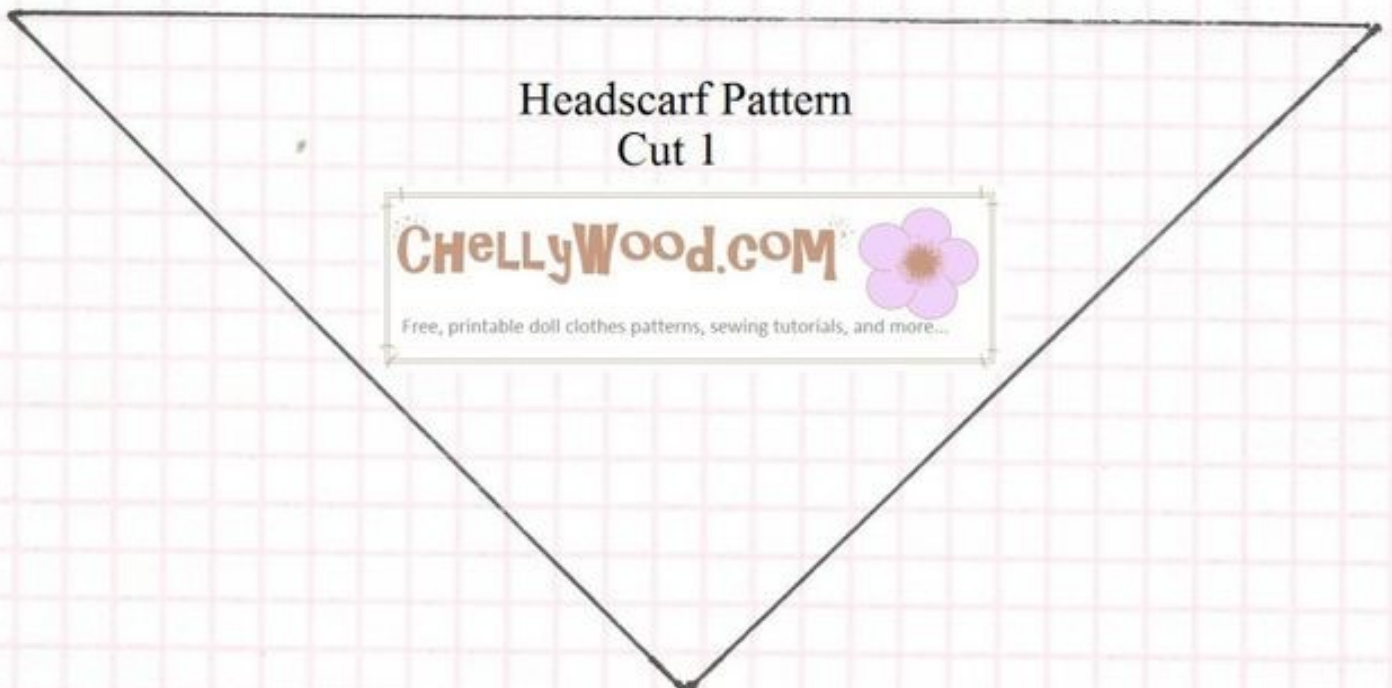 Headscarf Pattern
Cut 1
CHELLYWOOD.COM
Free, printable doll clothes patterns, sewing tutorials, and more...